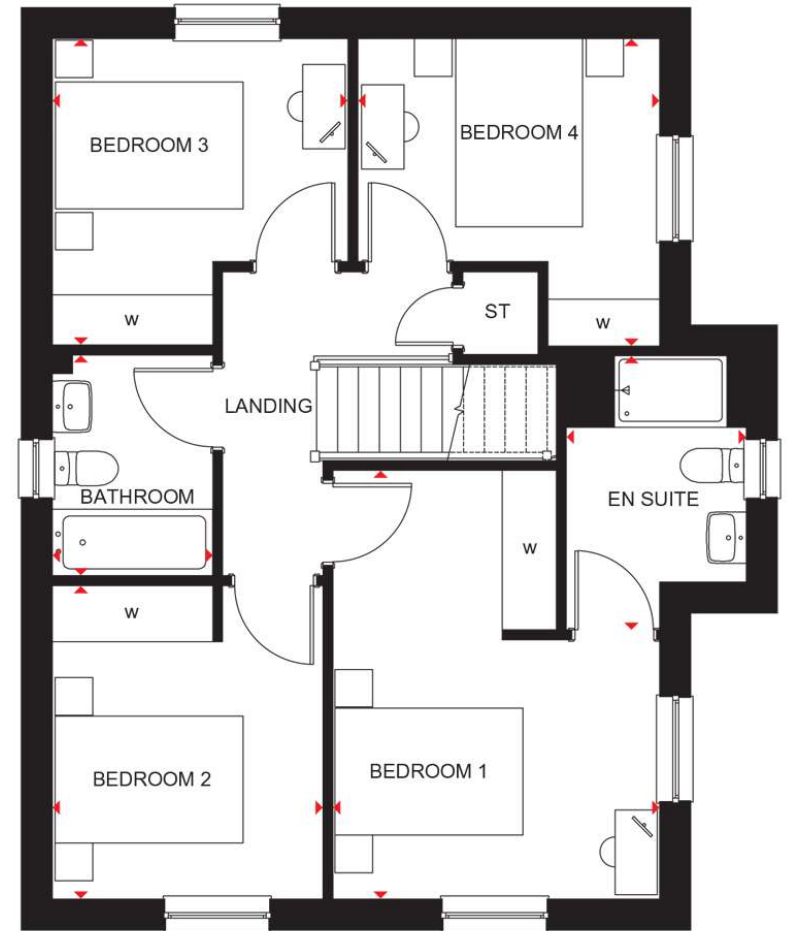 BEDROOM 3
BEDROOM 4
W
ST
W
LANDING
BATHROOM
EN SUITE
W
W
BEDROOM 2
BEDROOM 1